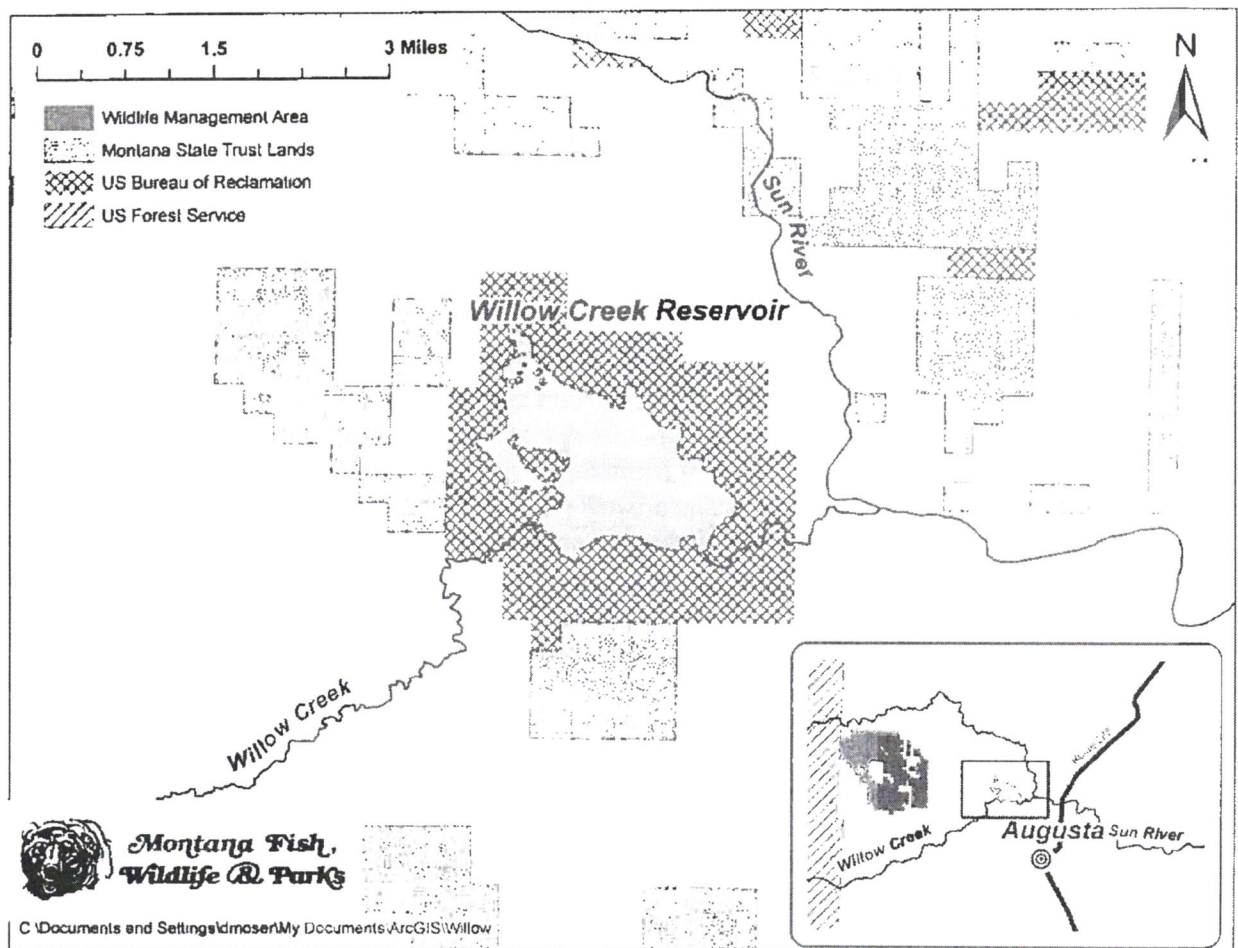 0 0.75 1.5 3 Miles
Wildlife Management Area
Montana State Trust Lands
US Bureau of Reclamation
US Forest Service
N
Sun River
Willow Creek Reservoir
Willow Creek
Willow Creek
Augusta
Sun River
Montana Fish,
Wildlife & Parks
C \Documents and Settings\dmoser\My Documents\ArcGIS\Willow